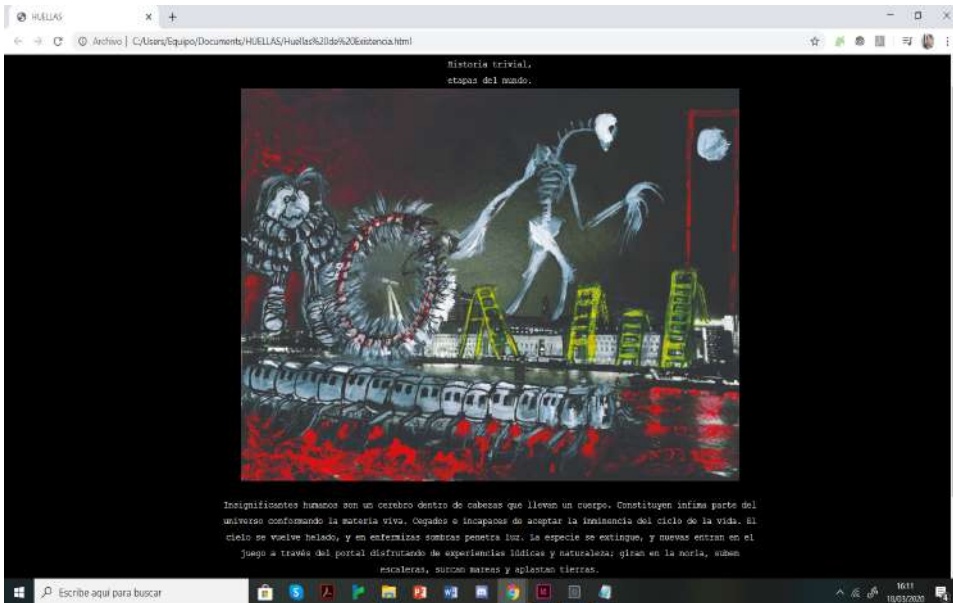 HUELLAS
Archivo | C:/Users/Equipo/Documents/HUELLAS/Huellas%20de%20Existencia.html
Historia trivial,
etapas del mundo.
Insignificantes humanos son un cerebro dentro de cabezas que llevan un cuerpo. Constituyen ínfima parte del
universo conformando la materia viva. Cegados e incapaces de aceptar la inminencia del ciclo de la vida. El
cielo se vuelve helado, y en enfermizas sombras penetra luz. La especie se extingue, y nuevas entran en el
juego a través del portal disfrutando de experiencias lúdicas y naturaleza; giran en la noria, suben
escaleras, surcan mareas y aplastan tierras.
Escribe aquí para buscar
16:11
18/03/2020